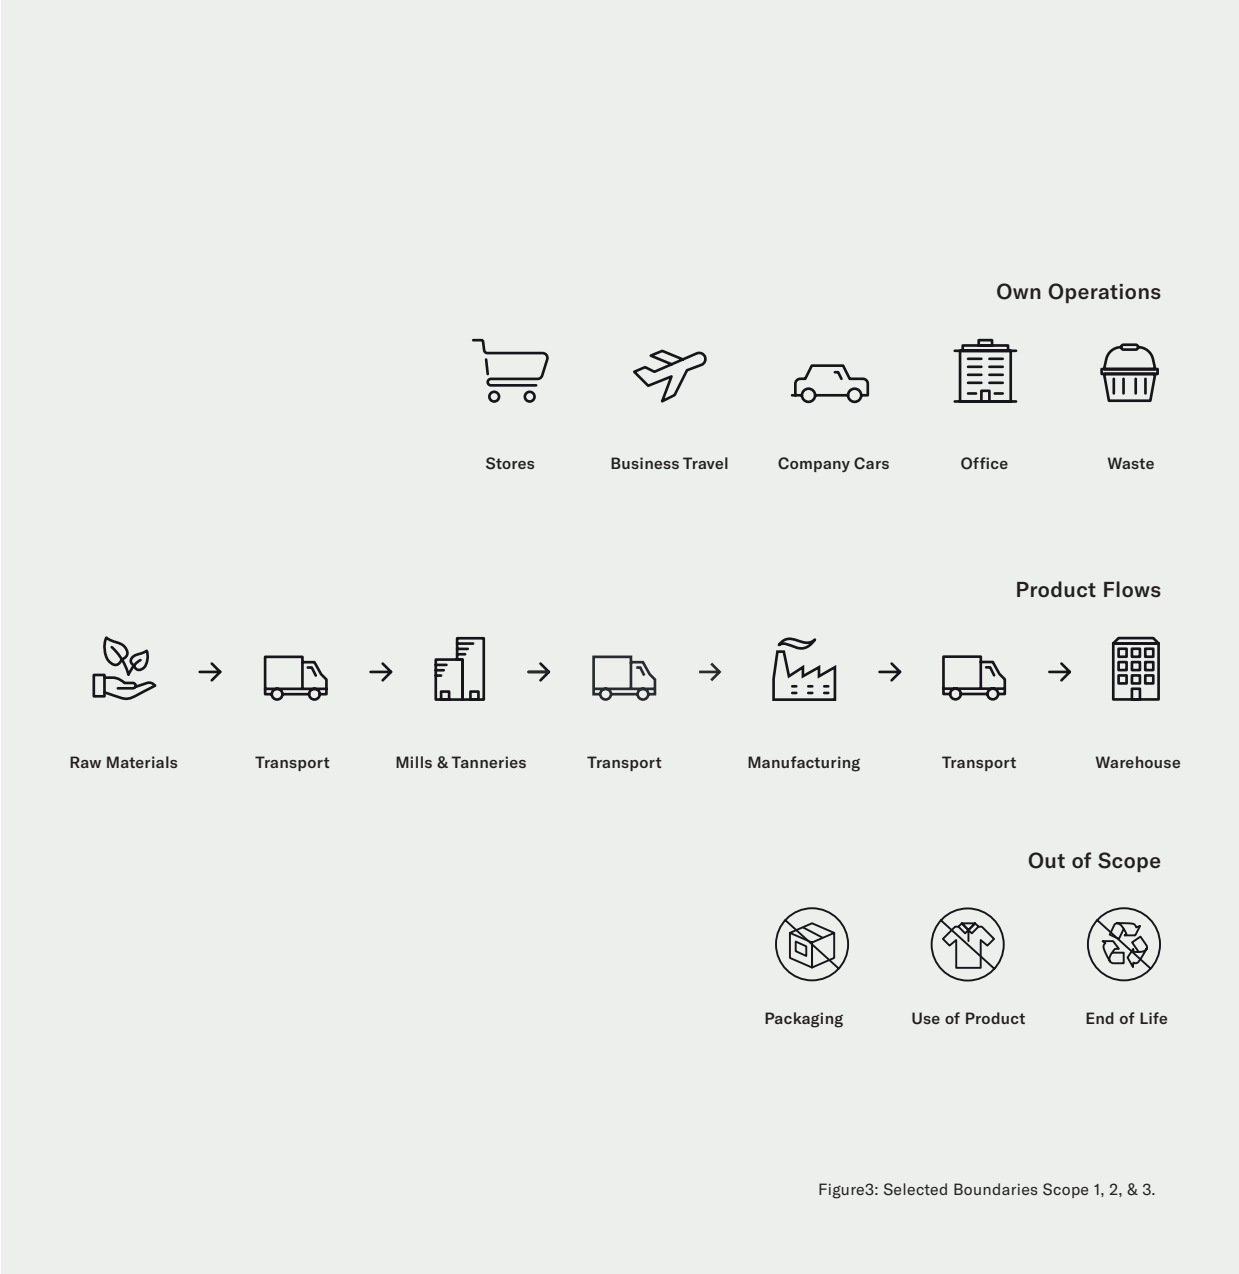 Own Operations
Stores
Business Travel
Company Cars
Office
Waste
Product Flows
Raw Materials
Transport
Mills & Tanneries
Transport
Manufacturing
Transport
Warehouse
Out of Scope
Packaging
Use of Product
End of Life
Figure3: Selected Boundaries Scope 1, 2, & 3.